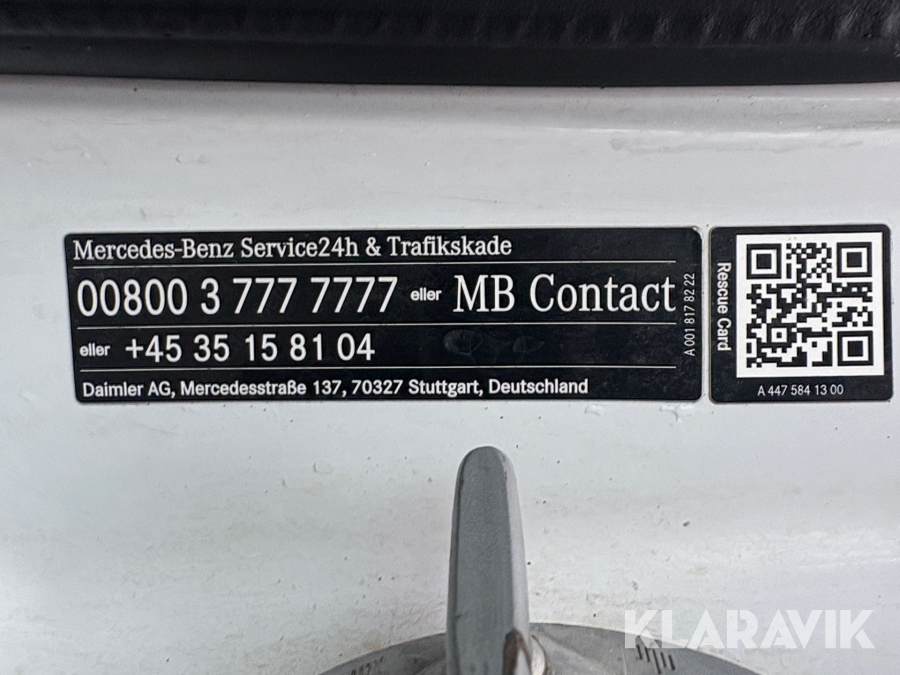 Mercedes-Benz Service24h & Trafikskade
00800 3 777 7777 eller MB Contact
eller +45 35 15 81 04
Daimler AG, Mercedesstraße 137, 70327 Stuttgart, Deutschland
A 001 817 82 22
Rescue Card
A 447 584 13 00
KLARAVIK